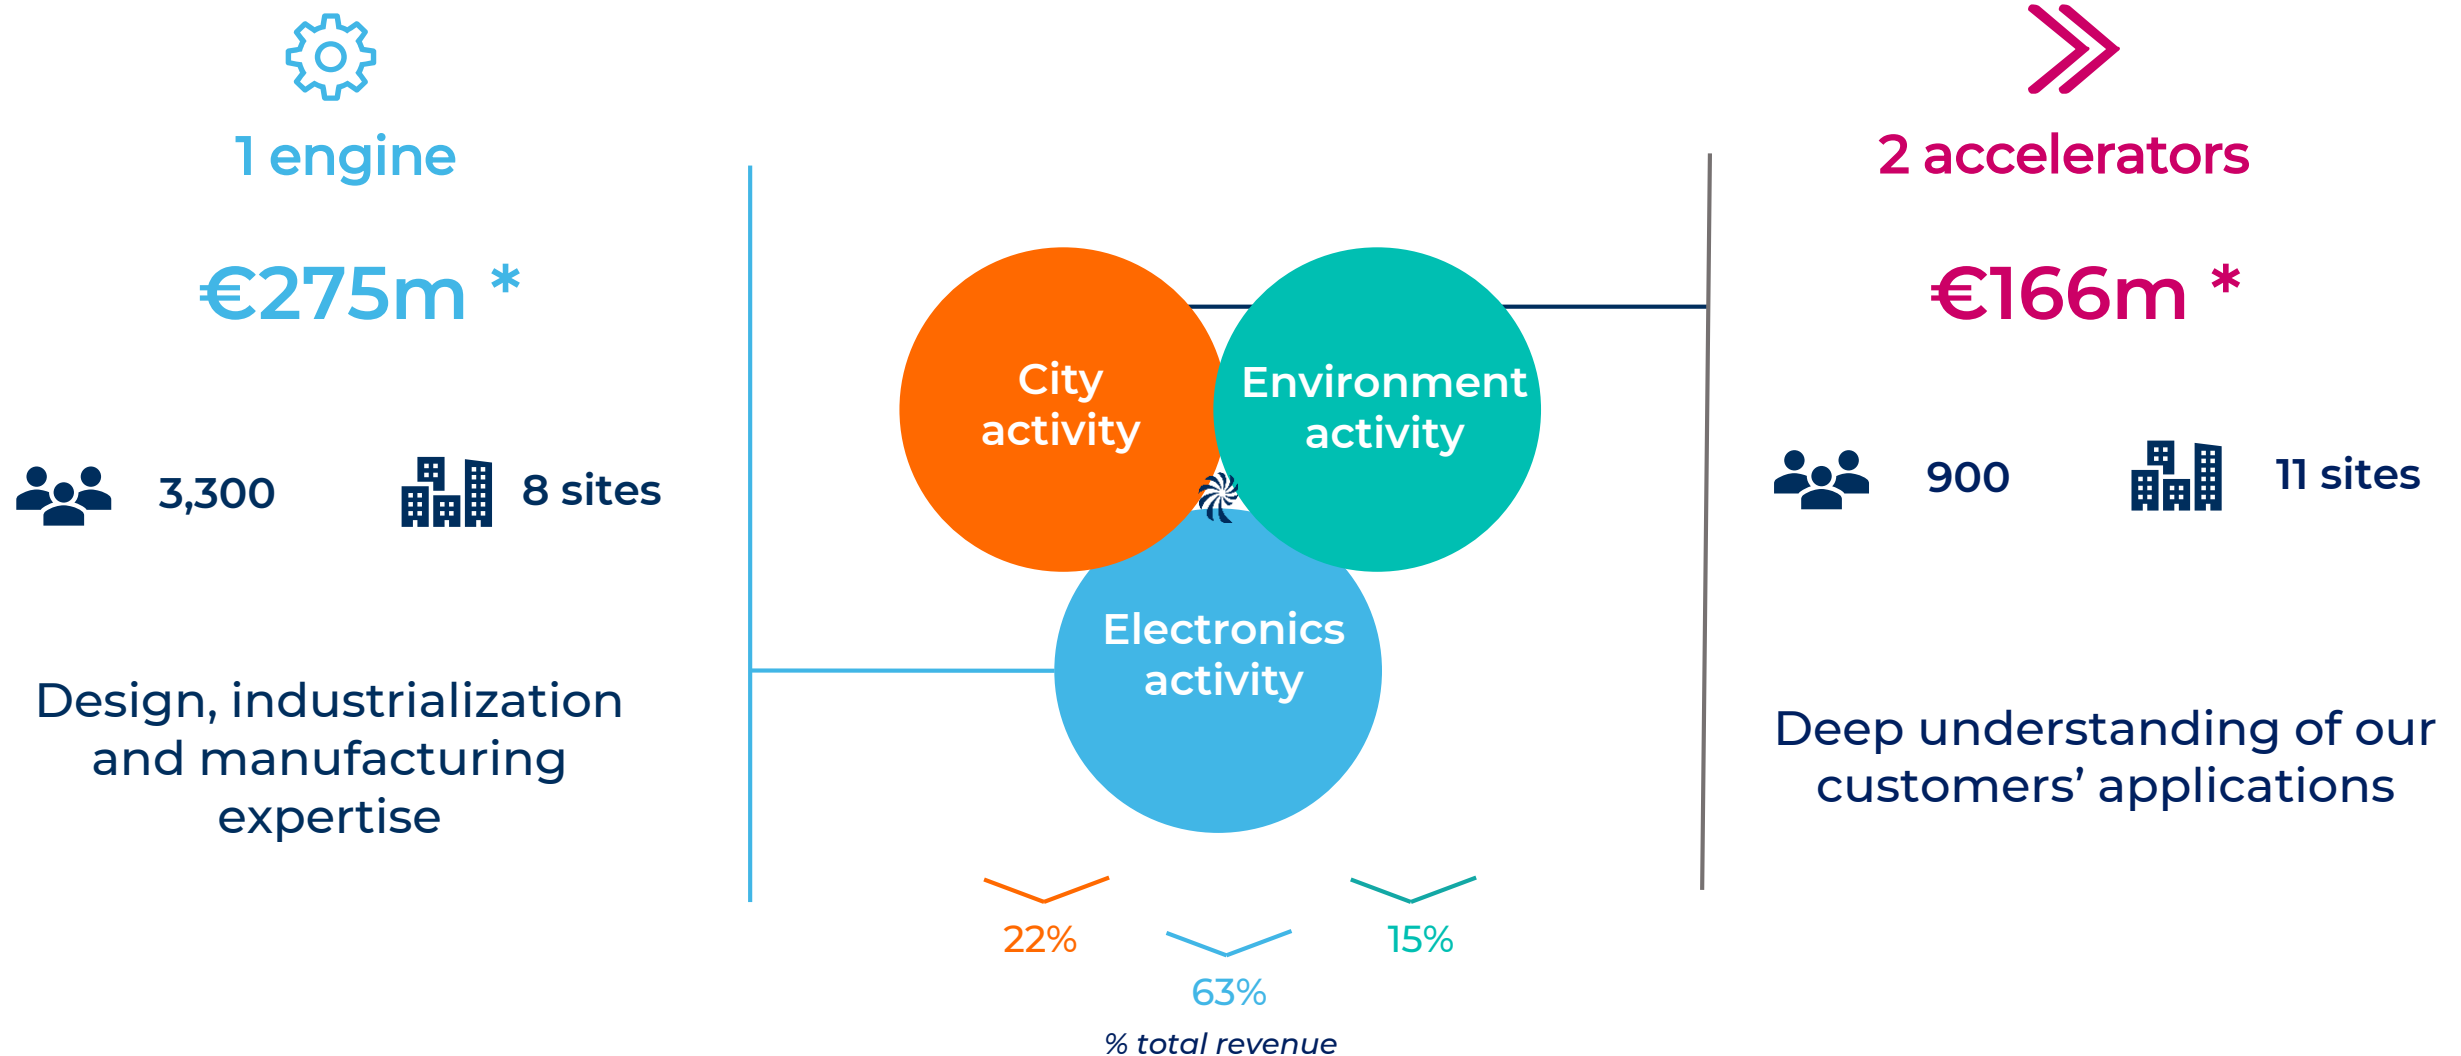 1 engine
€275m *
3,300
8 sites
Design, industrialization
and manufacturing
expertise
City
activity
Environment
activity
Electronics
activity
22%
15%
63%
% total revenue
2 accelerators
€166m *
900
11 sites
Deep understanding of our
customers’ applications